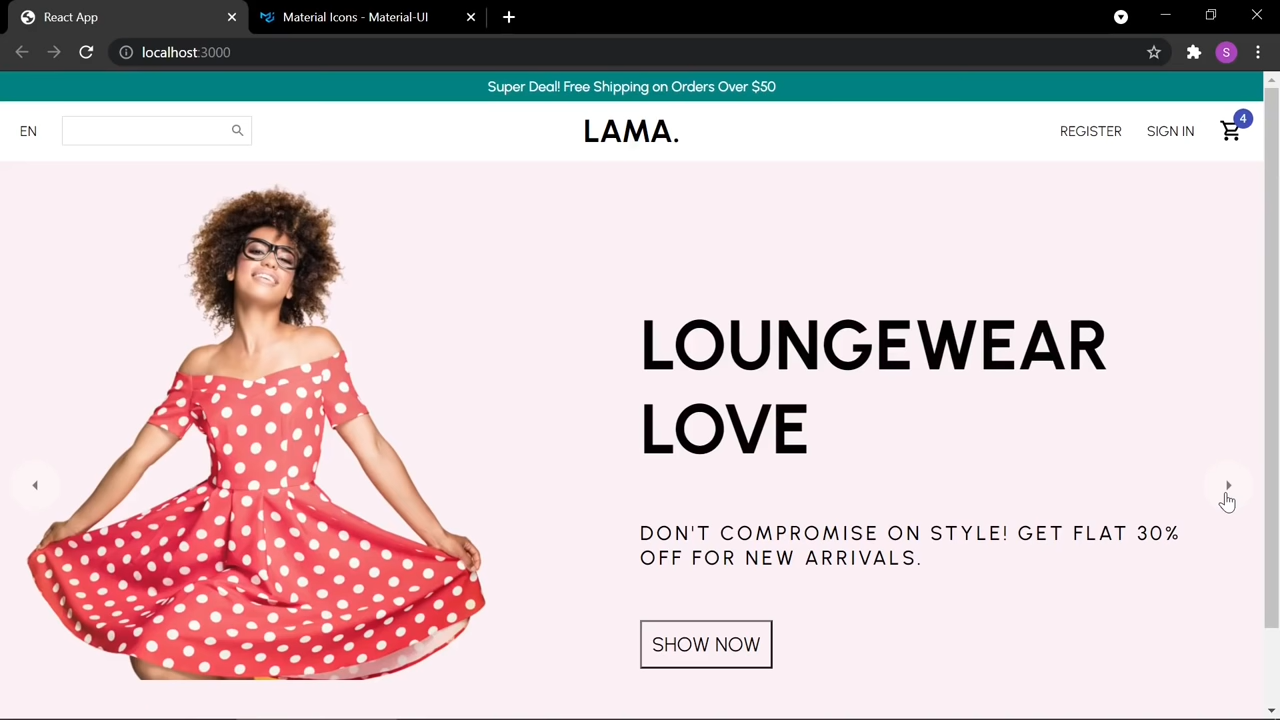 React App
Material Icons - Material-UI
S
localhost:3000
Super Deal! Free Shipping on Orders Over $50
EN
LAMA.
REGISTER
SIGN IN
4
LOUNGEWEAR
LOVE
DON'T COMPROMISE ON STYLE! GET FLAT 30%
OFF FOR NEW ARRIVALS.
SHOW NOW